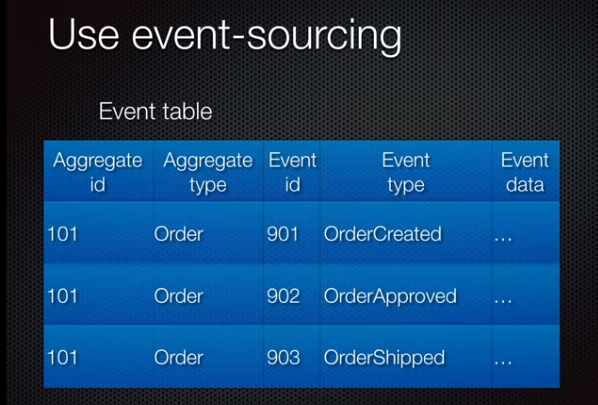 Use event-sourcing
Event table
Aggregate id Aggregate type Event id Event type Event data
101 Order 901 OrderCreated ...
101 Order 902 OrderApproved ...
101 Order 903 OrderShipped ...